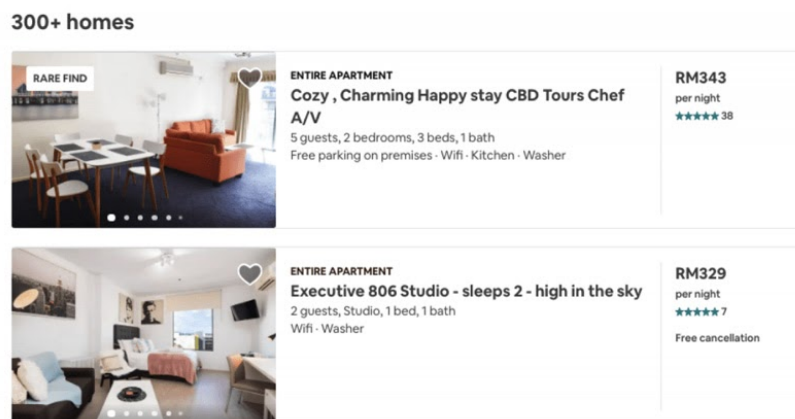 300+ homes
RARE FIND
ENTIRE APARTMENT
Cozy , Charming Happy stay CBD Tours Chef
A/V
5 guests, 2 bedrooms, 3 beds, 1 bath
Free parking on premises · Wifi · Kitchen · Washer
RM343
per night
★★★★★ 38
ENTIRE APARTMENT
Executive 806 Studio - sleeps 2 - high in the sky
2 guests, Studio, 1 bed, 1 bath
Wifi · Washer
RM329
per night
★★★★★ 7
Free cancellation